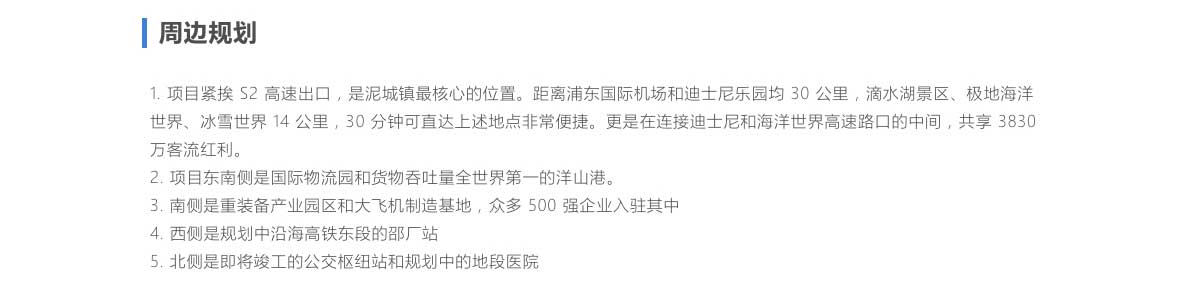 周边规划
1. 项目紧挨 S2 高速出口，是泥城镇最核心的位置。距离浦东国际机场和迪士尼乐园均 30 公里，滴水湖景区、极地海洋
世界、冰雪世界 14 公里，30 分钟可直达上述地点非常便捷。更是在连接迪士尼和海洋世界高速路口的中间，共享 3830
万客流红利。
2. 项目东南侧是国际物流园和货物吞吐量全世界第一的洋山港。
3. 南侧是重装备产业园区和大飞机制造基地，众多 500 强企业入驻其中
4. 西侧是规划中沿海高铁东段的邵厂站
5. 北侧是即将竣工的公交枢纽站和规划中的地段医院